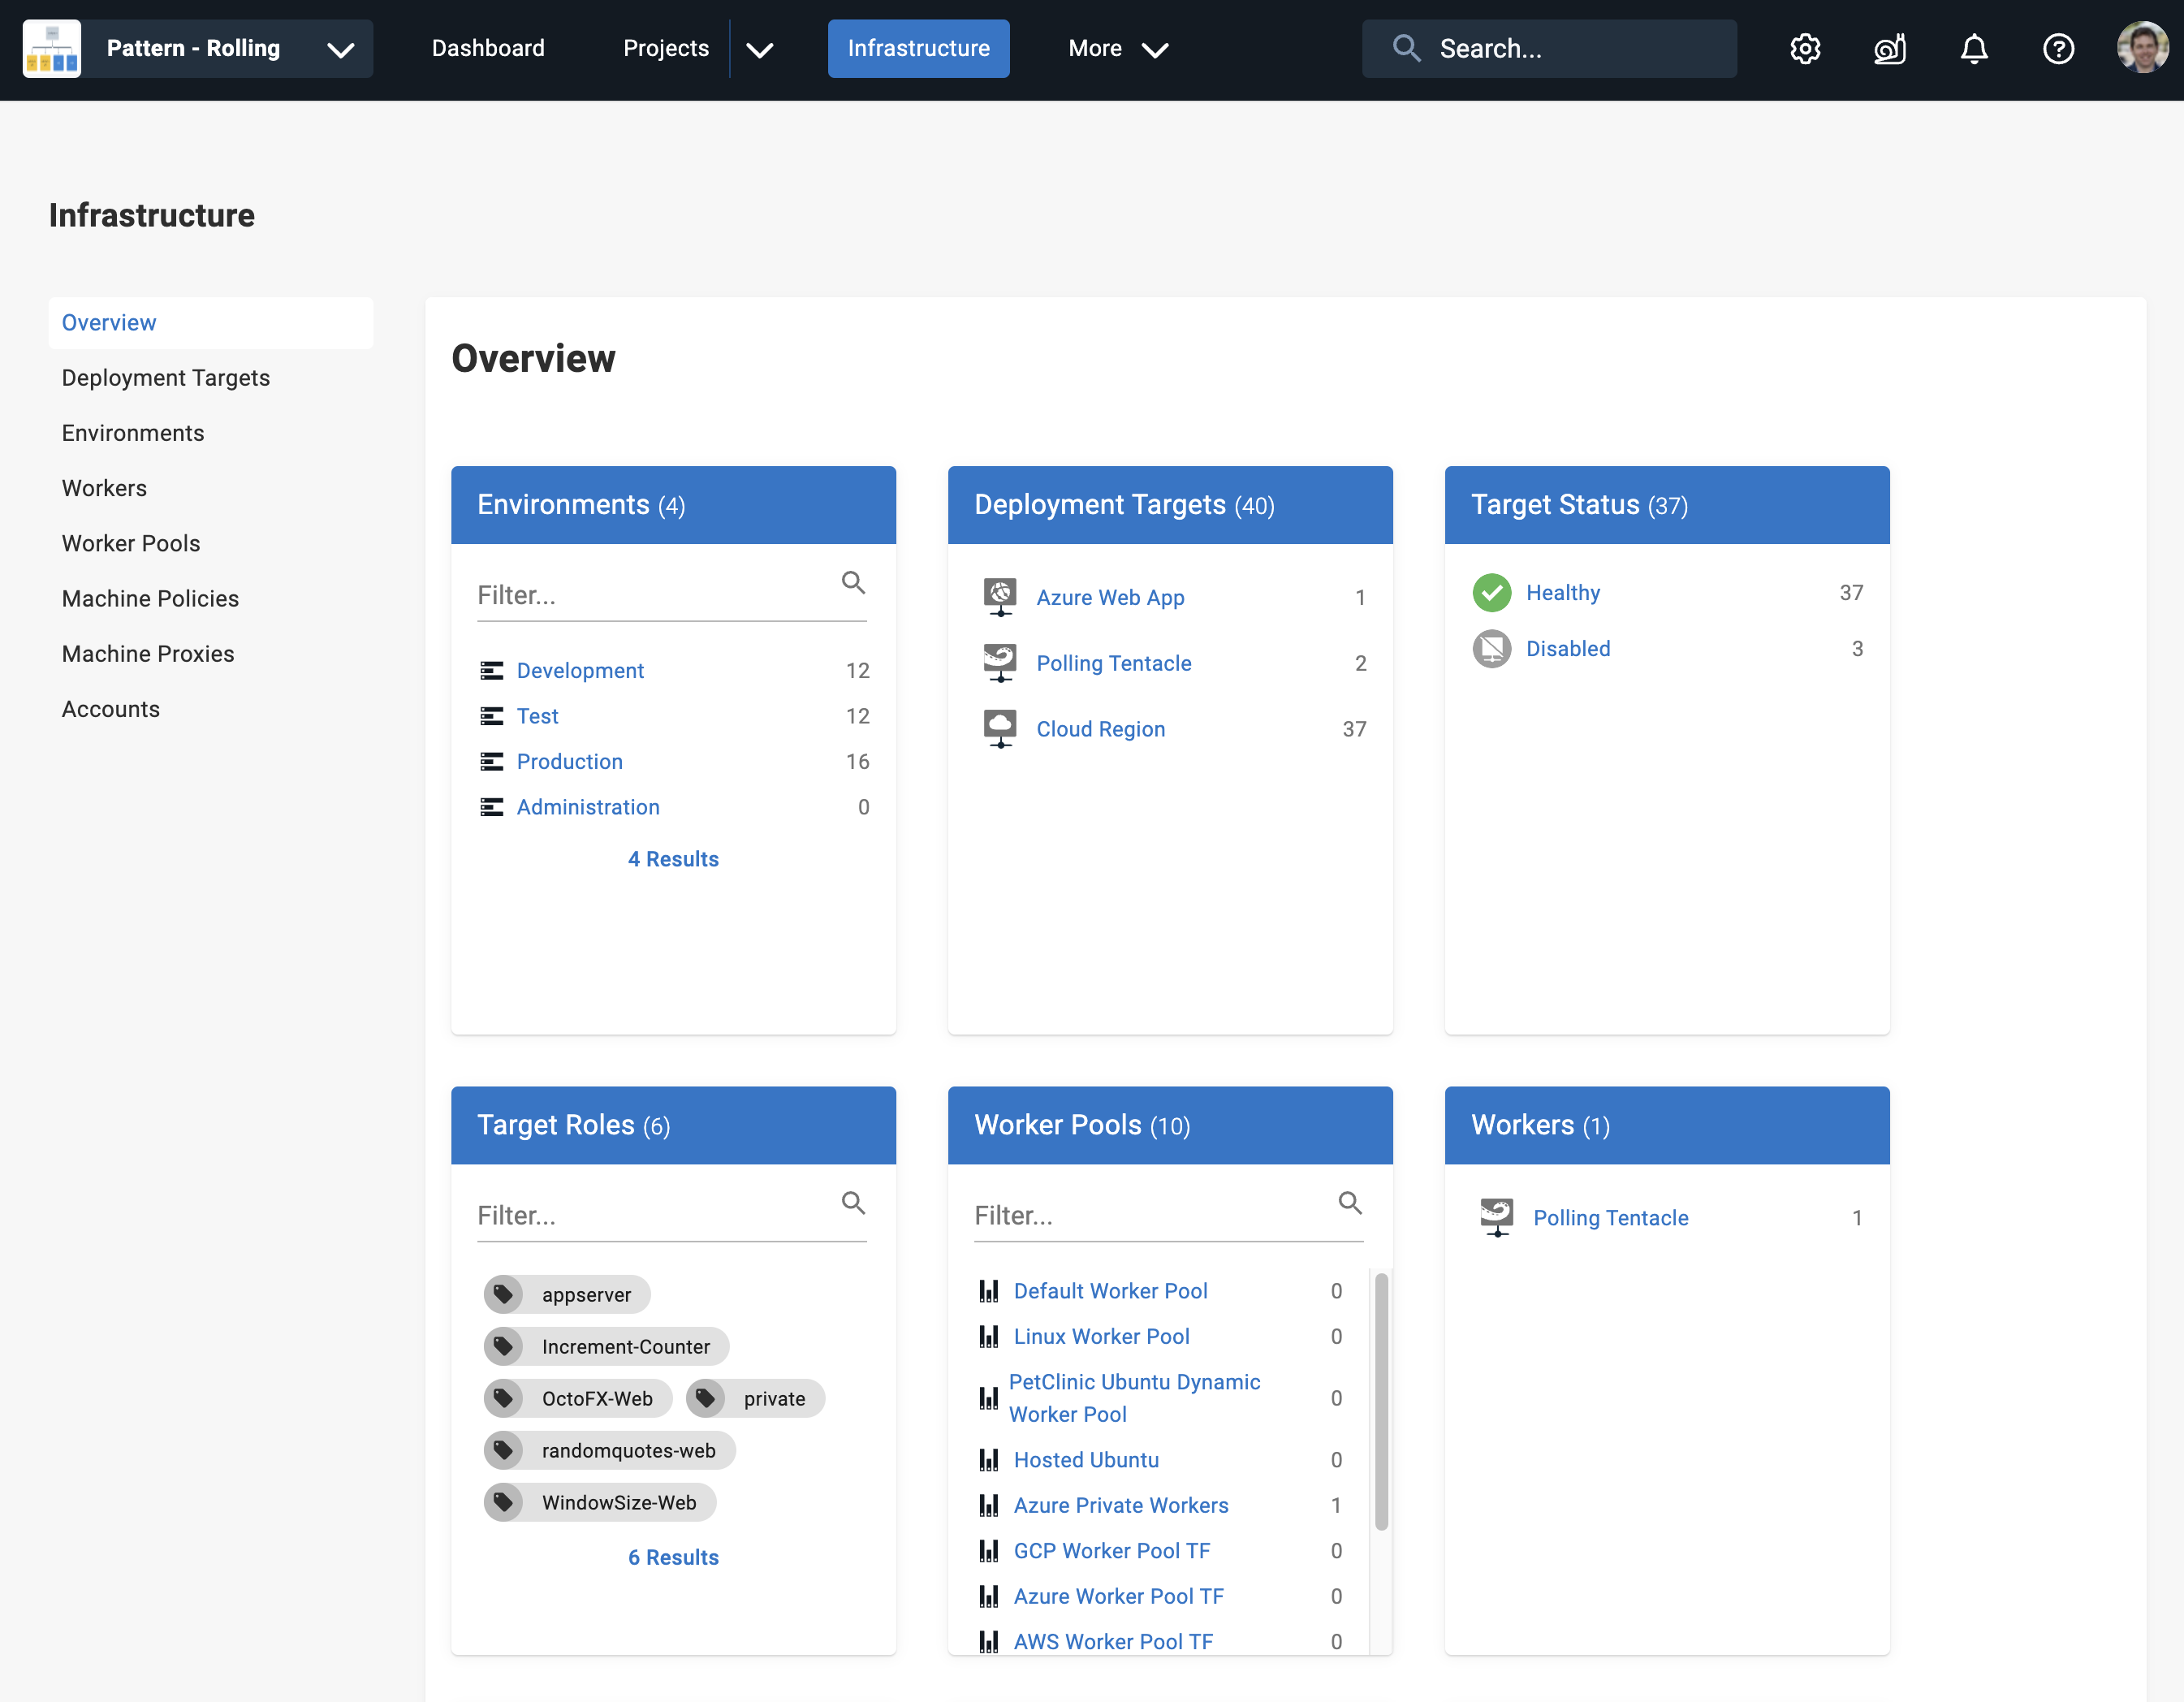 Pattern - Rolling
Dashboard
Projects
Infrastructure
More
Search...
Infrastructure
Overview
Deployment Targets
Environments
Workers
Worker Pools
Machine Policies
Machine Proxies
Accounts
Overview
Environments (4)
Filter...
Development 12
Test 12
Production 16
Administration 0
4 Results
Deployment Targets (40)
Azure Web App 1
Polling Tentacle 2
Cloud Region 37
Target Status (37)
Healthy 37
Disabled 3
Target Roles (6)
Filter...
appserver
Increment-Counter
OctoFX-Web private
randomquotes-web
WindowSize-Web
6 Results
Worker Pools (10)
Filter...
Default Worker Pool 0
Linux Worker Pool 0
PetClinic Ubuntu Dynamic
Worker Pool 0
Hosted Ubuntu 0
Azure Private Workers 1
GCP Worker Pool TF 0
Azure Worker Pool TF 0
AWS Worker Pool TF 0
Workers (1)
Polling Tentacle 1